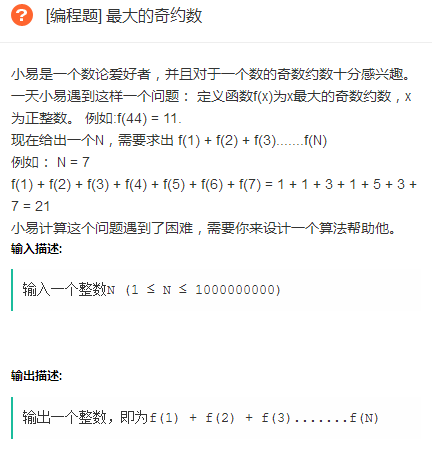 ? [编程题] 最大的奇约数
小易是一个数论爱好者，并且对于一个数的奇数约数十分感兴趣。
一天小易遇到这样一个问题： 定义函数f(x)为x最大的奇数约数，x
为正整数。 例如:f(44) = 11.
现在给出一个N，需要求出 f(1) + f(2) + f(3).......f(N)
例如： N = 7
f(1) + f(2) + f(3) + f(4) + f(5) + f(6) + f(7) = 1 + 1 + 3 + 1 + 5 + 3 +
7 = 21
小易计算这个问题遇到了困难，需要你来设计一个算法帮助他。
输入描述:
输入一个整数N (1 ≤ N ≤ 1000000000)
输出描述:
输出一个整数，即为f(1) + f(2) + f(3).......f(N)